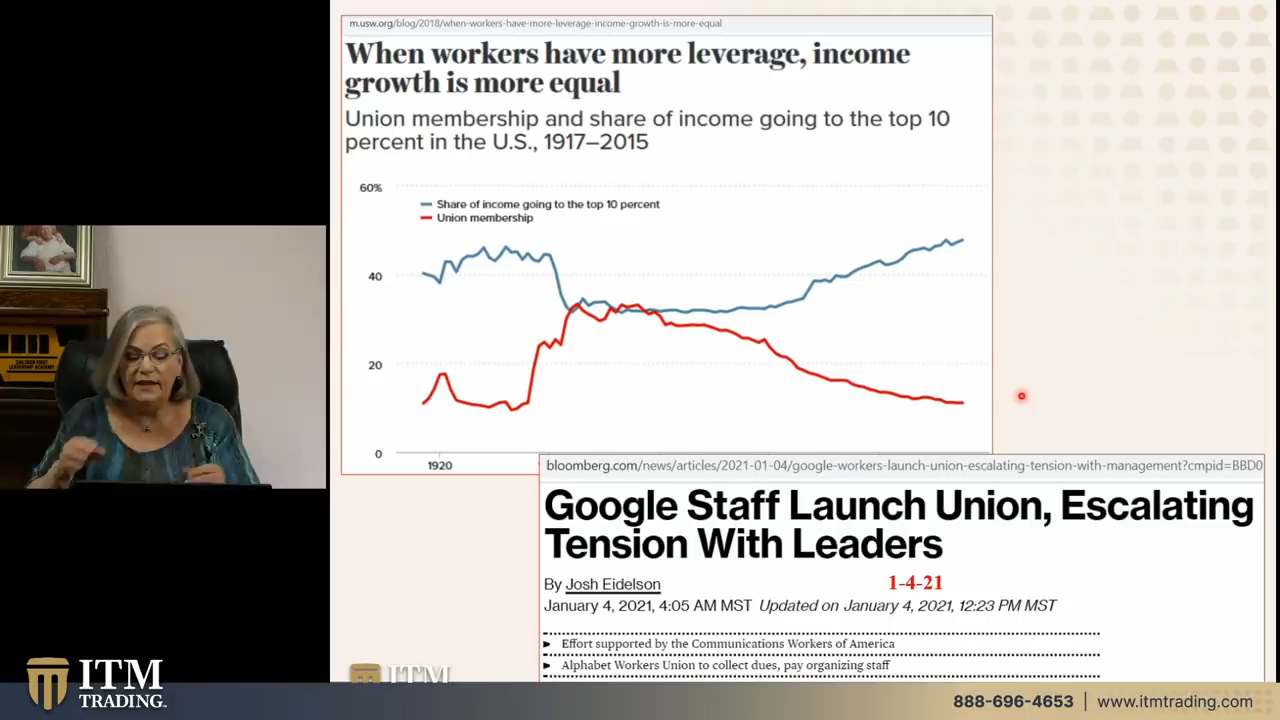 m.usw.org/blog/2018/when-workers-have-more-leverage-income-growth-is-more-equal
When workers have more leverage, income
growth is more equal
Union membership and share of income going to the top 10
percent in the U.S., 1917–2015
60%
Share of income going to the top 10 percent
Union membership
40
20
0
1920
CHILDREN FIRST
LEADERSHIP ACADEMY
bloomberg.com/news/articles/2021-01-04/google-workers-launch-union-escalating-tension-with-management?cmpid=BBD0
Google Staff Launch Union, Escalating
Tension With Leaders
By Josh Eidelson
1-4-21
January 4, 2021, 4:05 AM MST Updated on January 4, 2021, 12:23 PM MST
Effort supported by the Communications Workers of America
Alphabet Workers Union to collect dues, pay organizing staff
ITM
ITM
TRADING
888-696-4653 | www.itmtrading.com